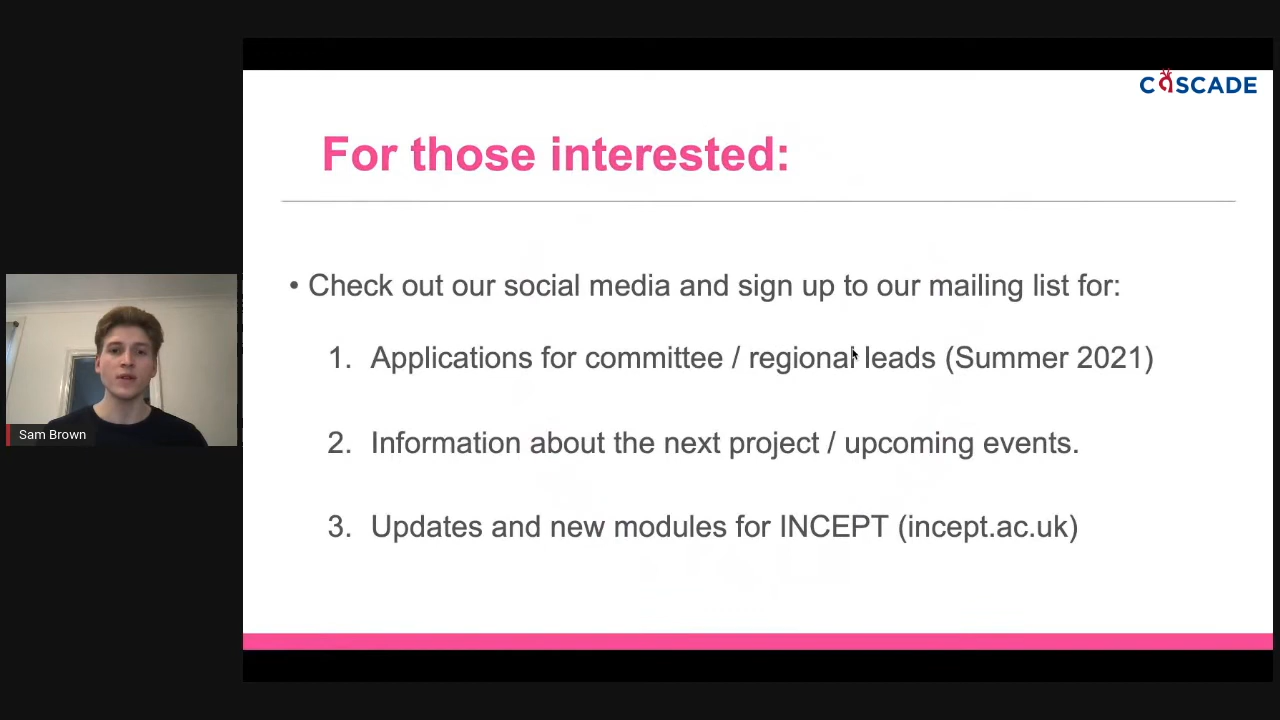 CASCADE
For those interested:
• Check out our social media and sign up to our mailing list for:
1. Applications for committee / regional leads (Summer 2021)
2. Information about the next project / upcoming events.
3. Updates and new modules for INCEPT (incept.ac.uk)
Sam Brown